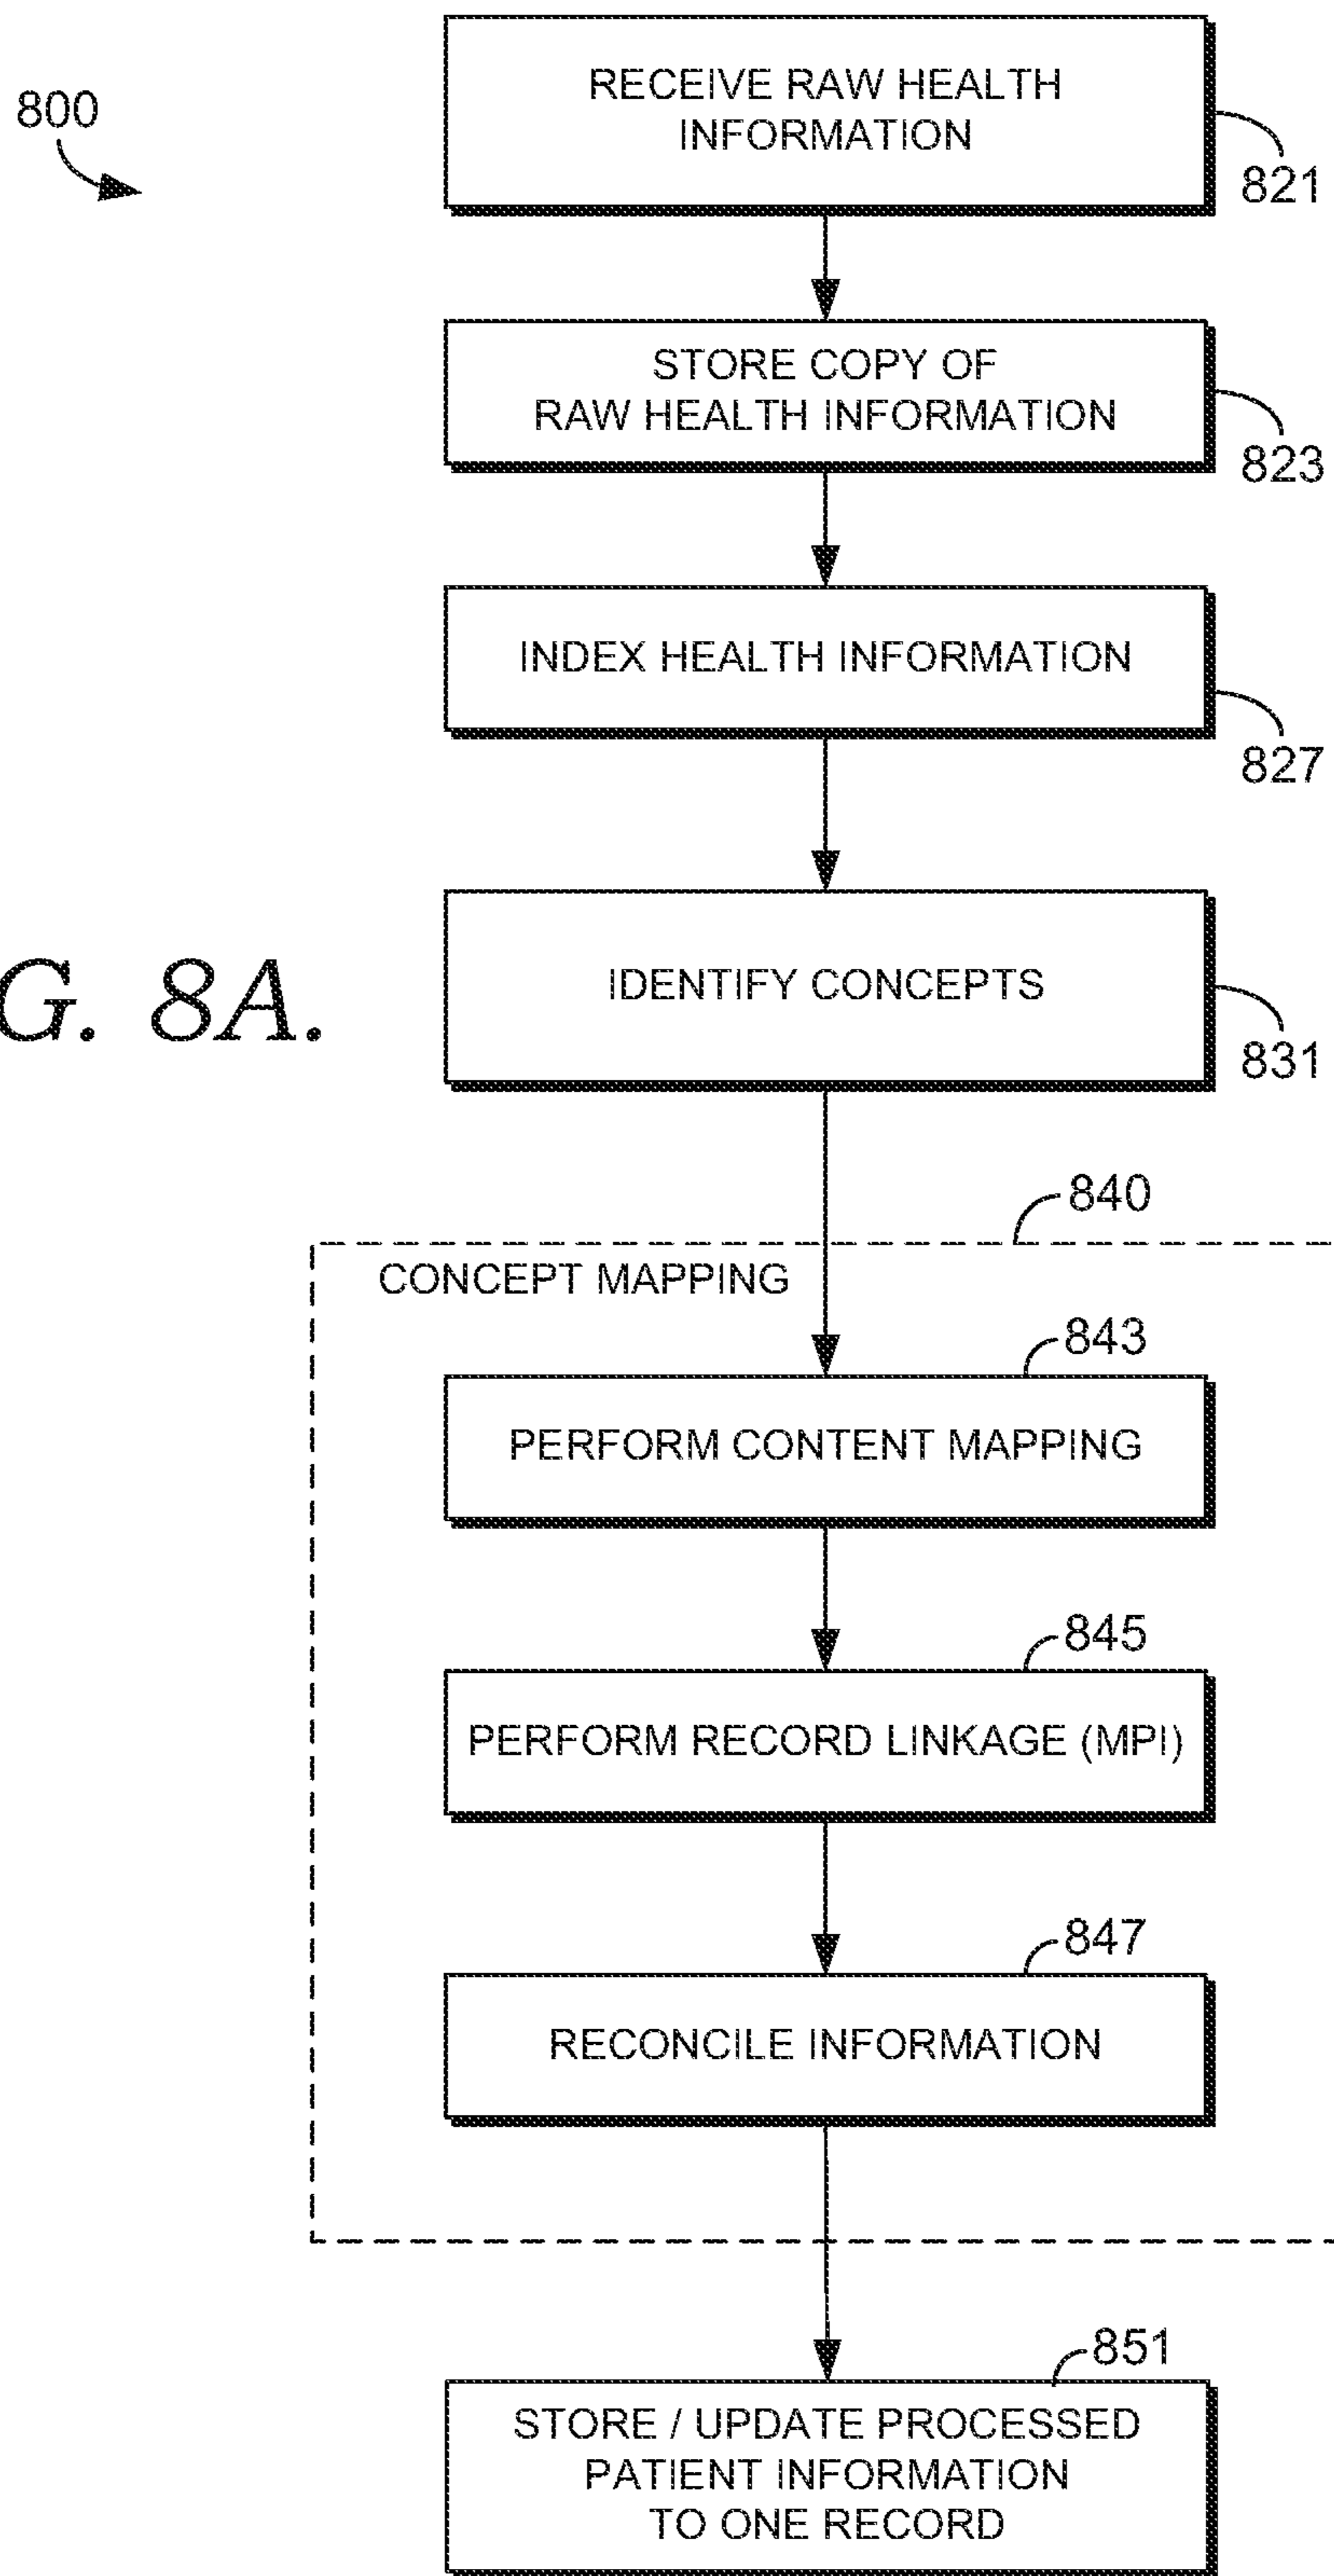 800
RECEIVE RAW HEALTH
INFORMATION
821
STORE COPY OF
RAW HEALTH INFORMATION
823
INDEX HEALTH INFORMATION
827
G. 8A.
IDENTIFY CONCEPTS
831
840
CONCEPT MAPPING
843
PERFORM CONTENT MAPPING
845
PERFORM RECORD LINKAGE (MPI)
847
RECONCILE INFORMATION
851
STORE / UPDATE PROCESSED
PATIENT INFORMATION
TO ONE RECORD